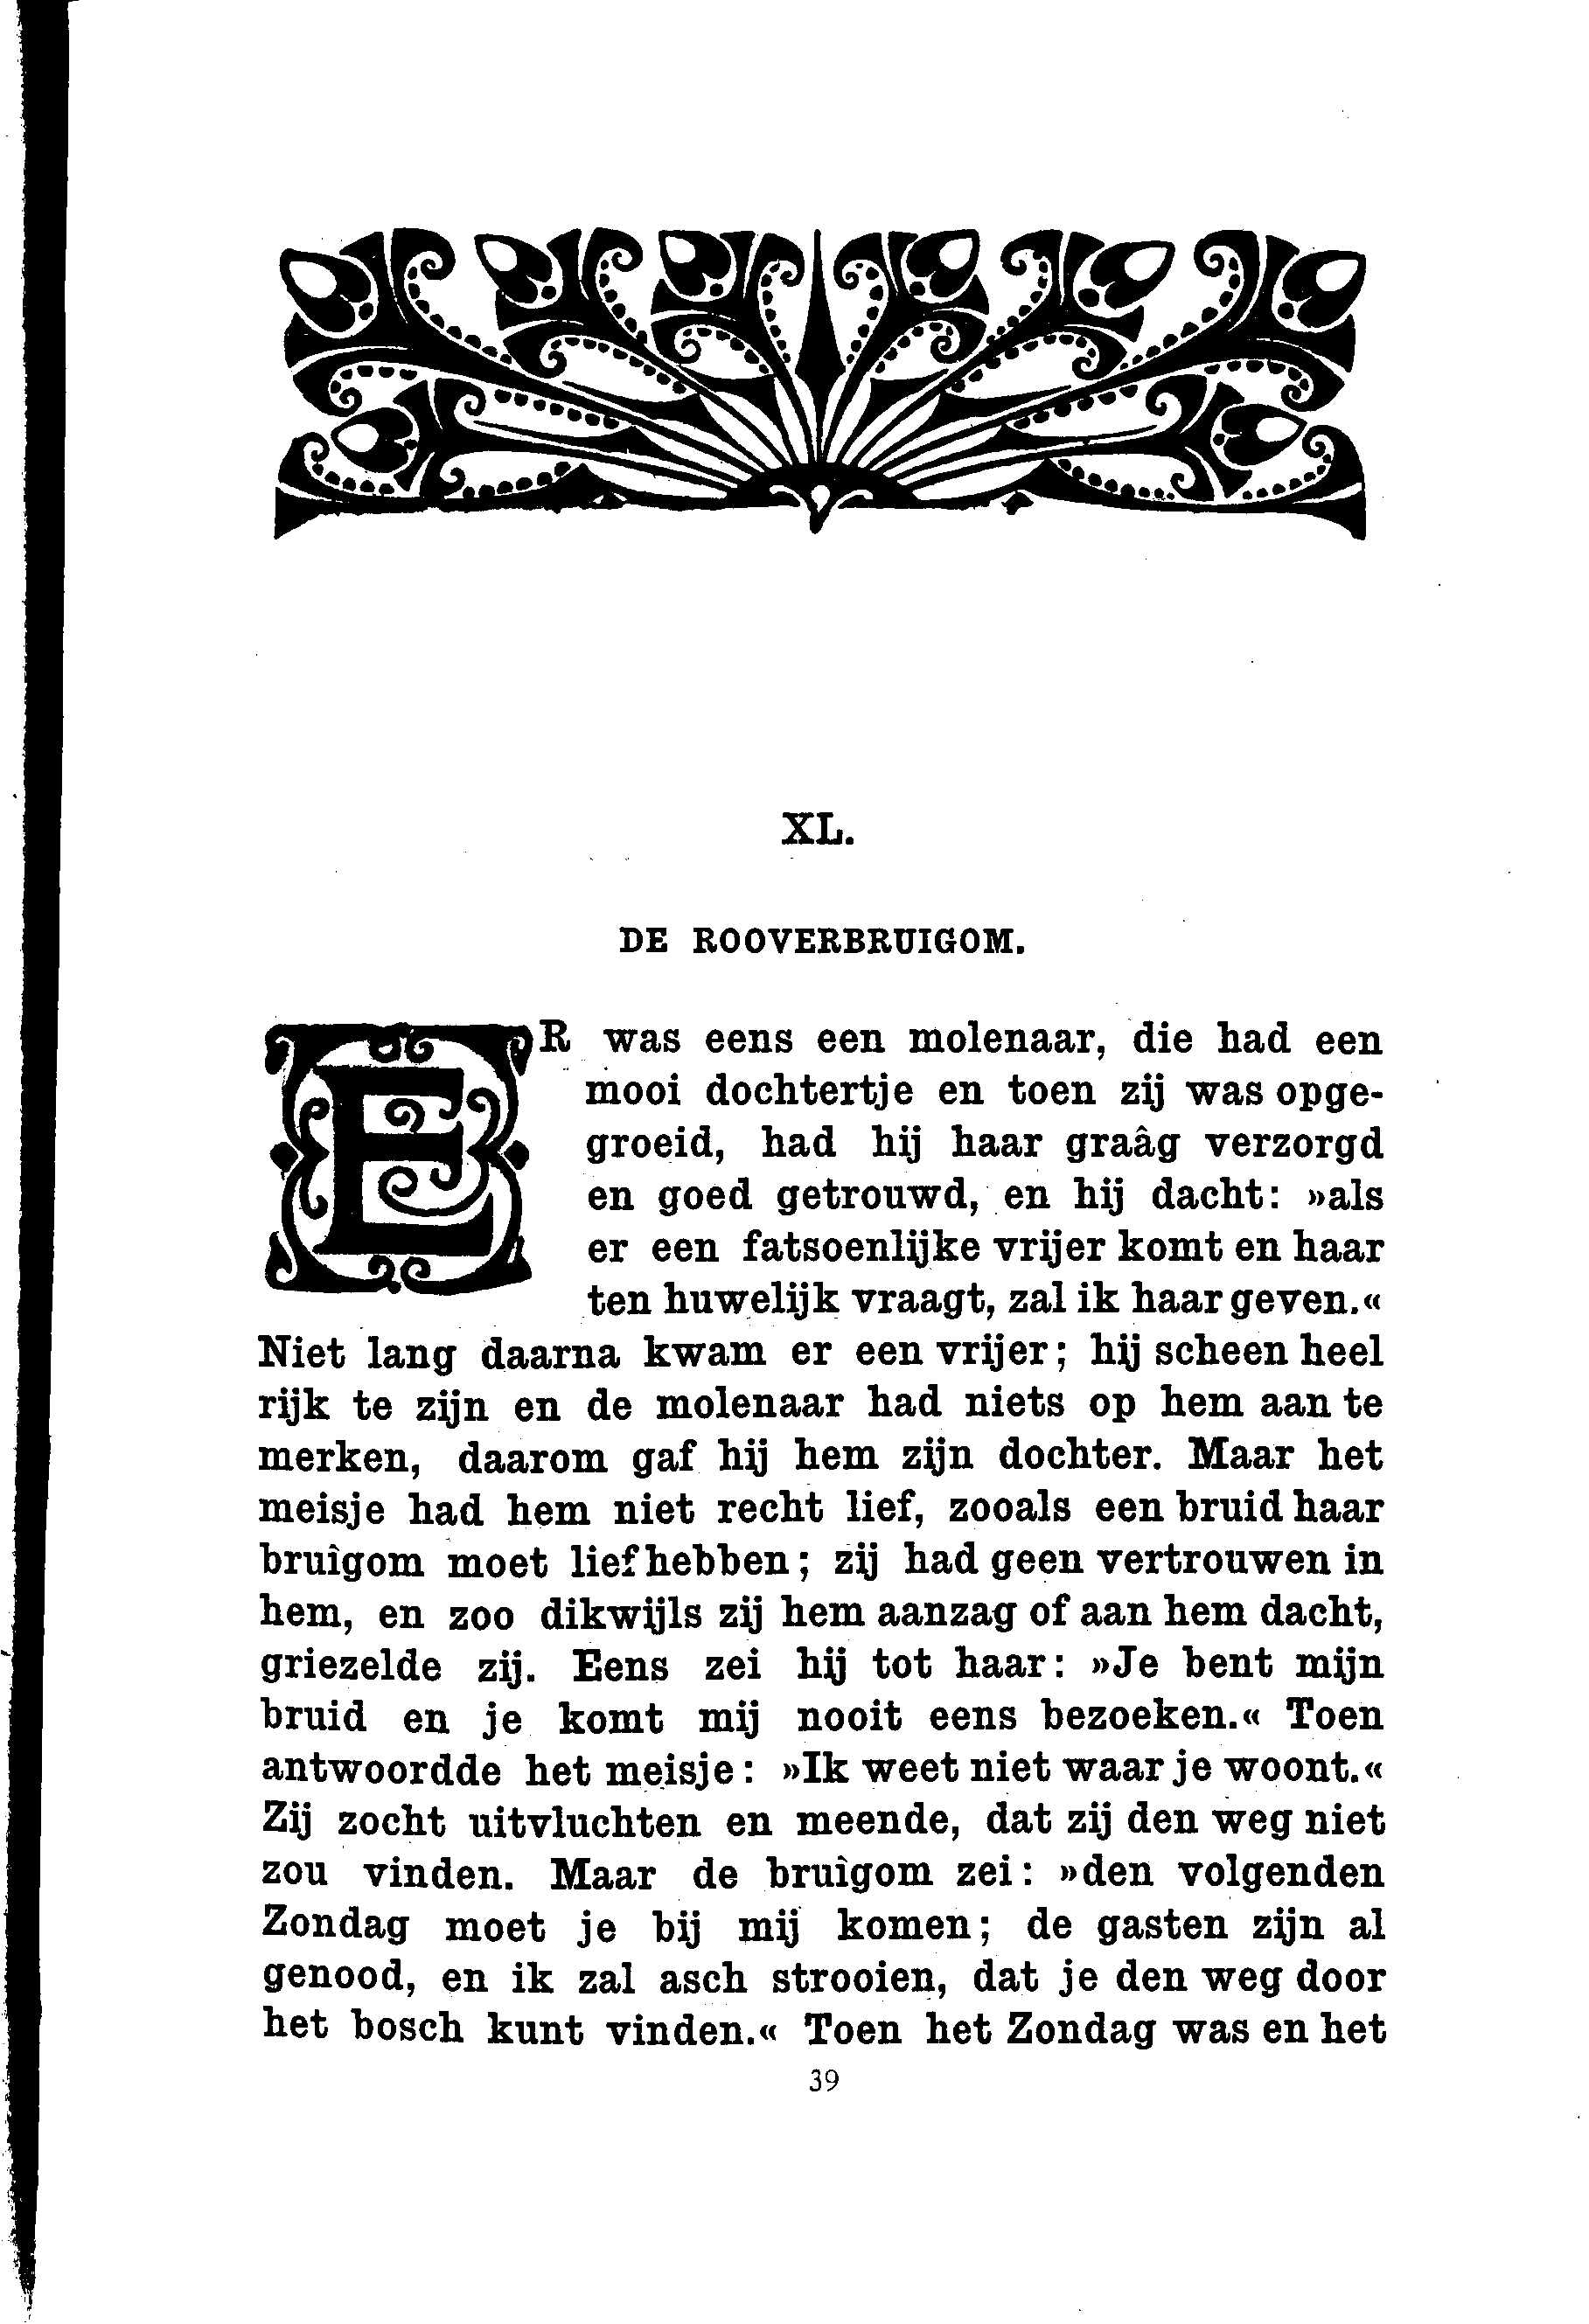 XL.
DE ROOVERBRUIGOM.
ER was eens een molenaar, die had een
mooi dochtertje en toen zij was opge-
groeid, had hij haar graâg verzorgd
en goed getrouwd, en hij dacht: »als
er een fatsoenlijke vrijer komt en haar
ten huwelijk vraagt, zal ik haar geven.«
Niet lang daarna kwam er een vrijer; hij scheen heel
rijk te zijn en de molenaar had niets op hem aan te
merken, daarom gaf hij hem zijn dochter. Maar het
meisje had hem niet recht lief, zooals een bruid haar
bruîgom moet liefhebben; zij had geen vertrouwen in
hem, en zoo dikwijls zij hem aanzag of aan hem dacht,
griezelde zij. Eens zei hij tot haar: »Je bent mijn
bruid en je komt mij nooit eens bezoeken.« Toen
antwoordde het meisje: »Ik weet niet waar je woont.«
Zij zocht uitvluchten en meende, dat zij den weg niet
zou vinden. Maar de bruîgom zei: »den volgenden
Zondag moet je bij mij komen; de gasten zijn al
genood, en ik zal asch strooien, dat je den weg door
het bosch kunt vinden.« Toen het Zondag was en het
39